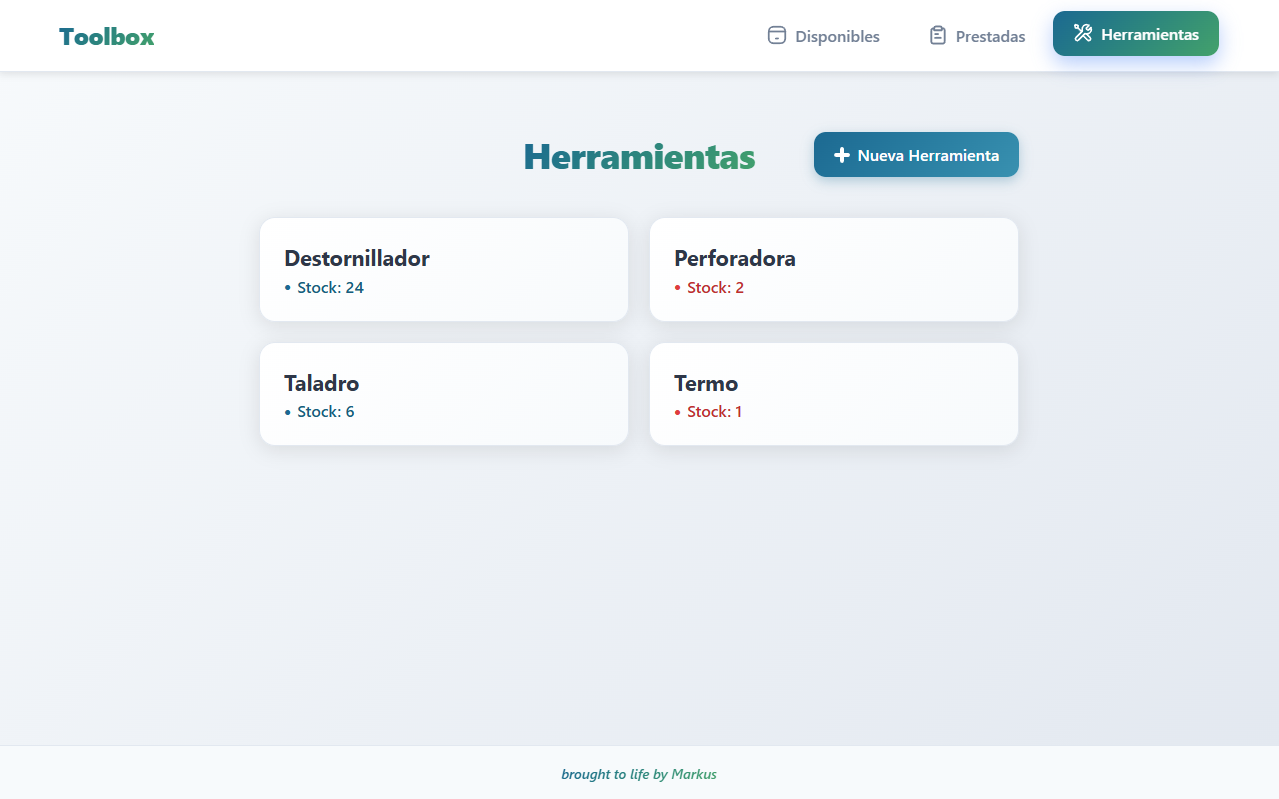 Toolbox
Disponibles
Prestadas
Herramientas
Herramientas
Nueva Herramienta
Destornillador
• Stock: 24
Perforadora
• Stock: 2
Taladro
• Stock: 6
Termo
• Stock: 1
brought to life by Markus